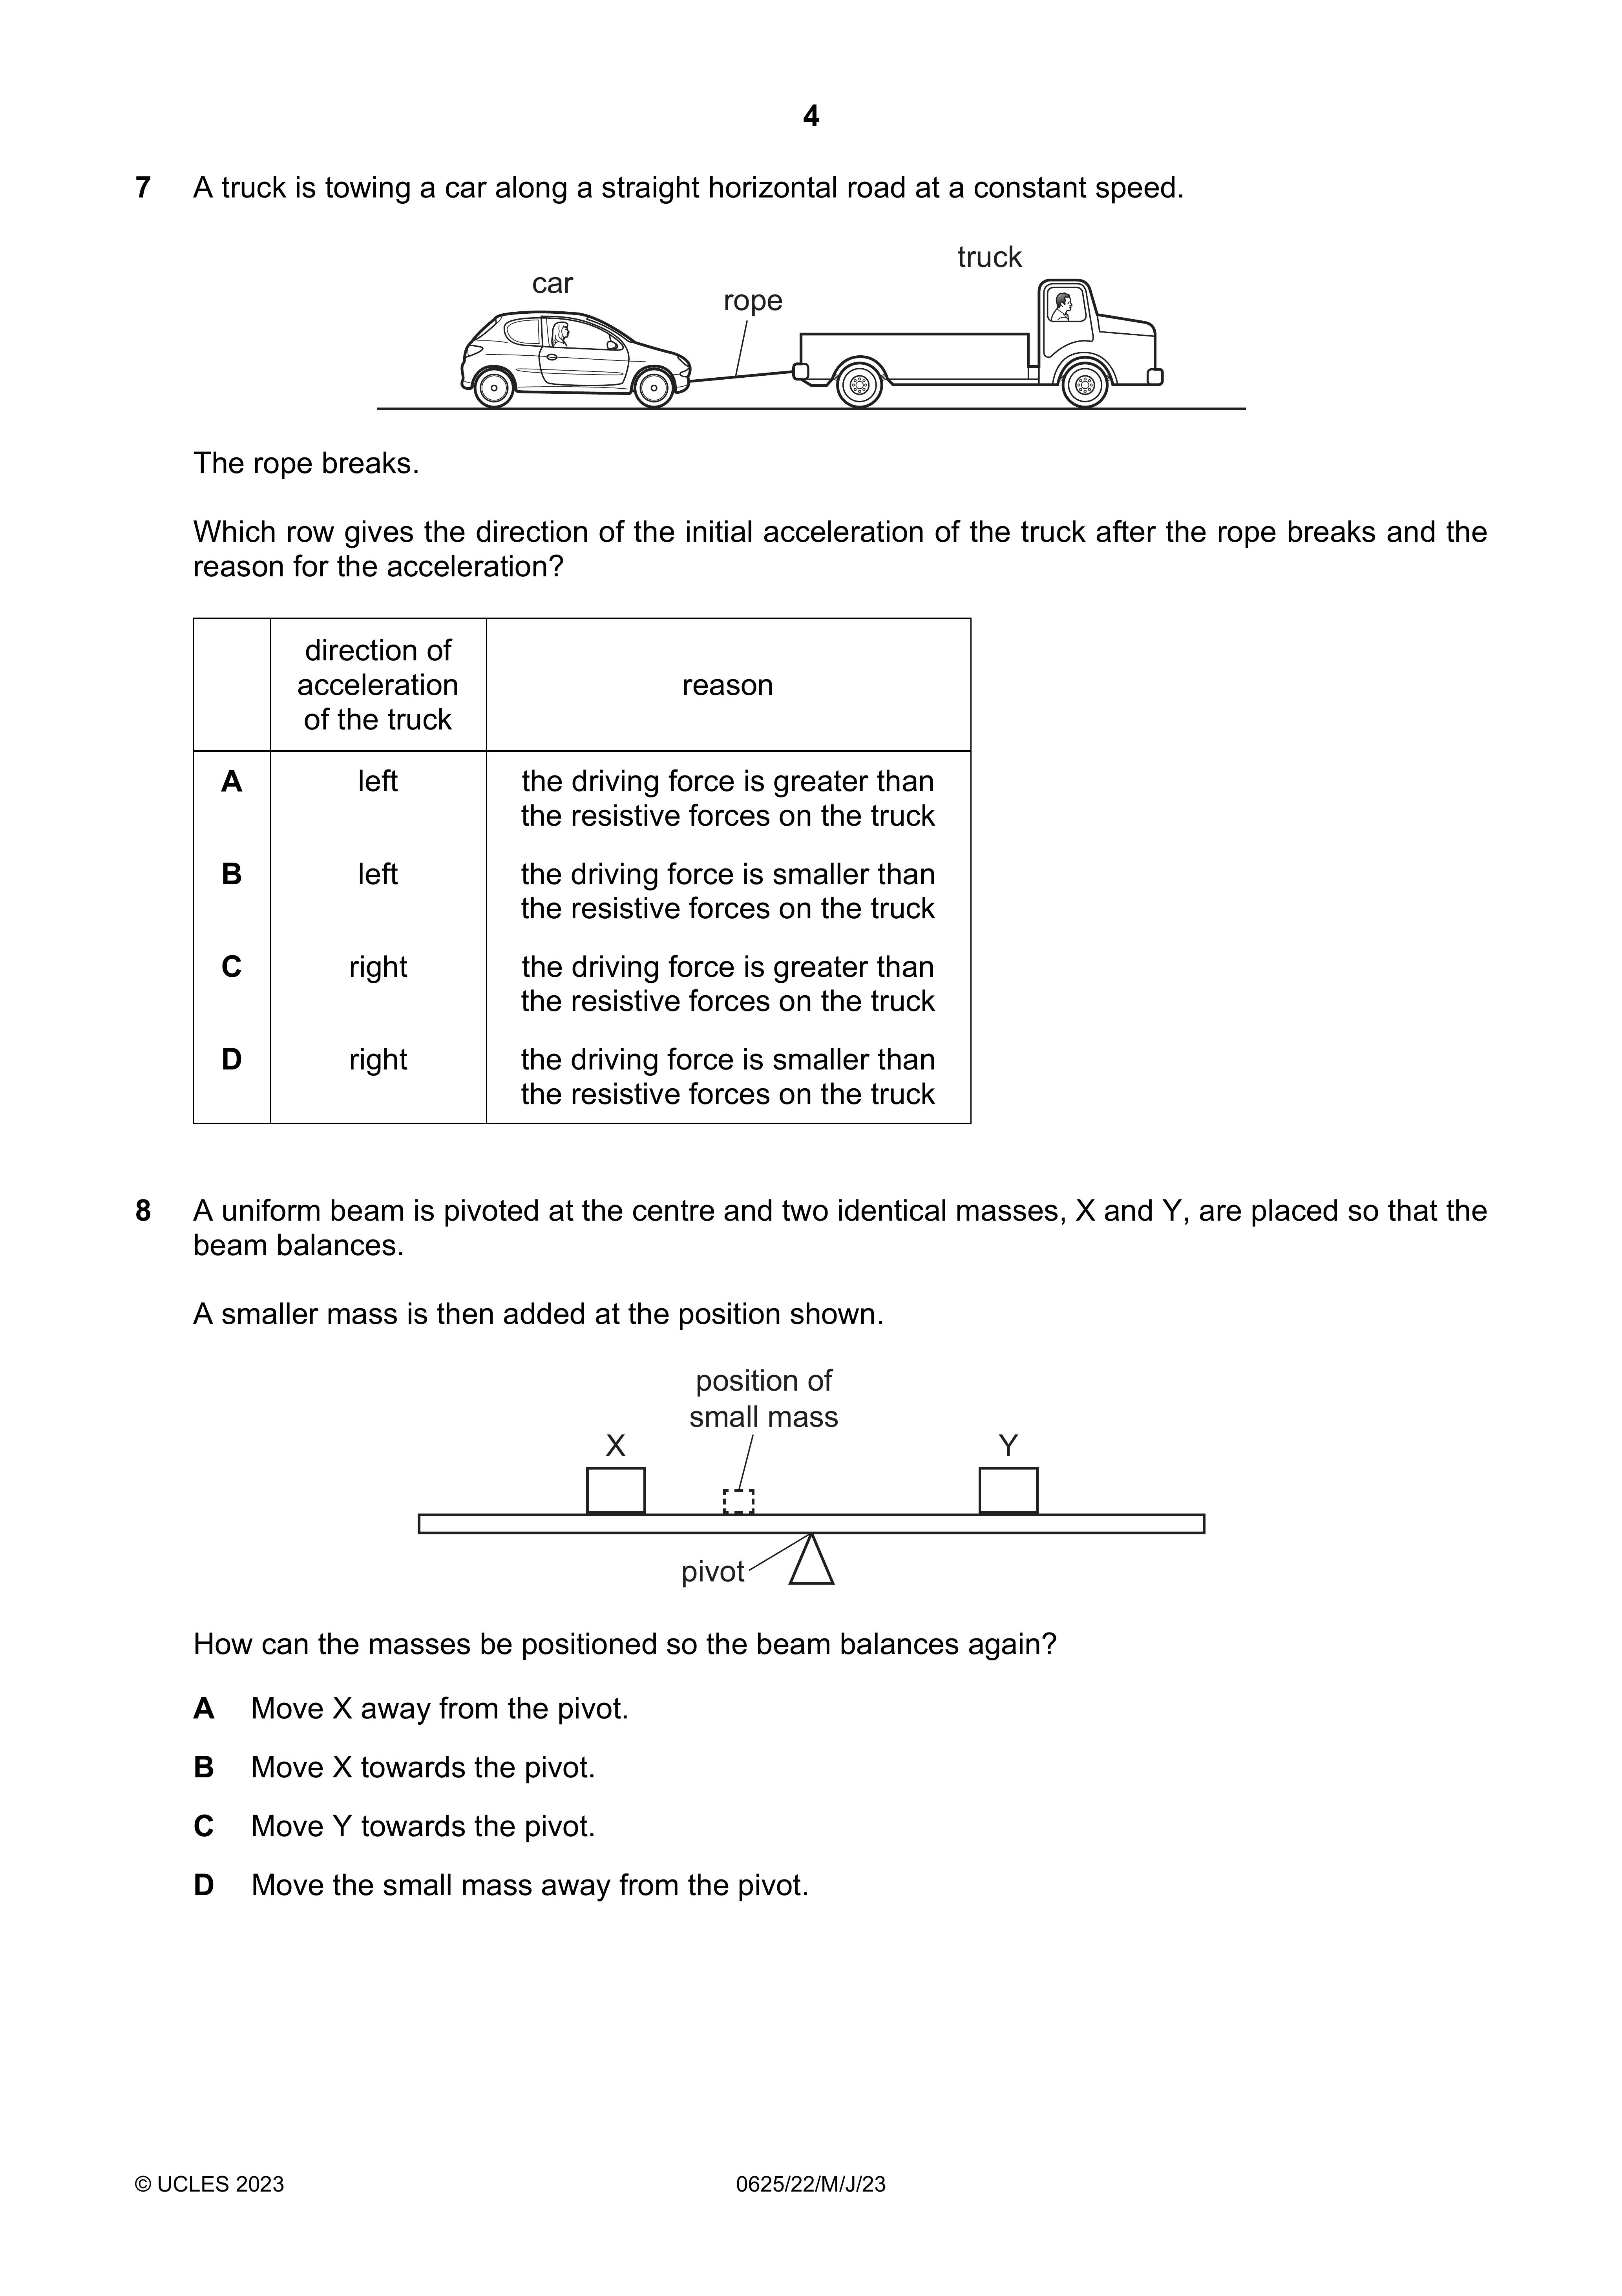 4
7 A truck is towing a car along a straight horizontal road at a constant speed.
truck
car
rope
The rope breaks.
Which row gives the direction of the initial acceleration of the truck after the rope breaks and the
reason for the acceleration?
direction of
acceleration
of the truck
reason
A left the driving force is greater than
the resistive forces on the truck
B left the driving force is smaller than
the resistive forces on the truck
C right the driving force is greater than
the resistive forces on the truck
D right the driving force is smaller than
the resistive forces on the truck
8 A uniform beam is pivoted at the centre and two identical masses, X and Y, are placed so that the
beam balances.
A smaller mass is then added at the position shown.
position of
small mass
X Y
pivot
How can the masses be positioned so the beam balances again?
A Move X away from the pivot.
B Move X towards the pivot.
C Move Y towards the pivot.
D Move the small mass away from the pivot.
© UCLES 2023 0625/22/M/J/23